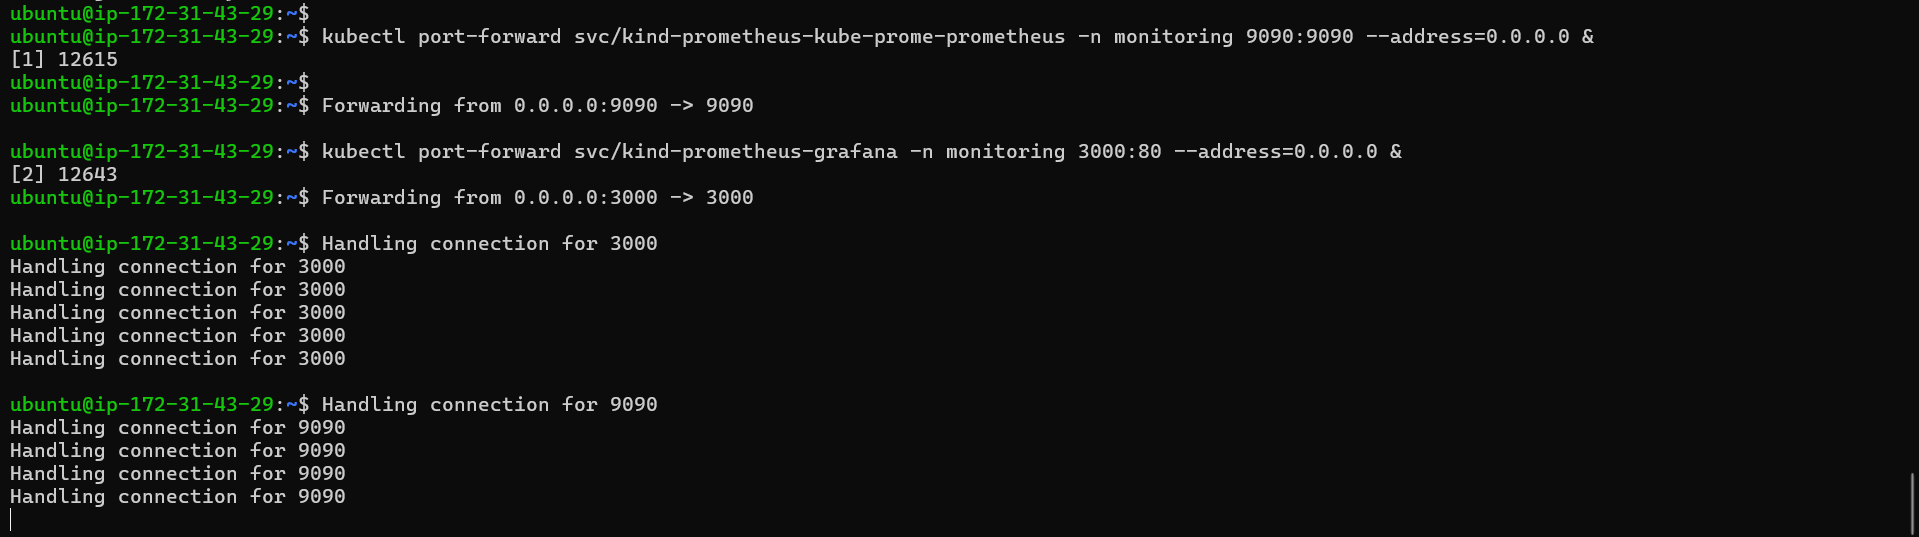 ubuntu@ip-172-31-43-29:~$
ubuntu@ip-172-31-43-29:~$ kubectl port-forward svc/kind-prometheus-kube-prome-prometheus -n monitoring 9090:9090 --address=0.0.0.0 &
[1] 12615
ubuntu@ip-172-31-43-29:~$
ubuntu@ip-172-31-43-29:~$ Forwarding from 0.0.0.0:9090 -> 9090
ubuntu@ip-172-31-43-29:~$ kubectl port-forward svc/kind-prometheus-grafana -n monitoring 3000:80 --address=0.0.0.0 &
[2] 12643
ubuntu@ip-172-31-43-29:~$ Forwarding from 0.0.0.0:3000 -> 3000
ubuntu@ip-172-31-43-29:~$ Handling connection for 3000
Handling connection for 3000
Handling connection for 3000
Handling connection for 3000
Handling connection for 3000
Handling connection for 3000
ubuntu@ip-172-31-43-29:~$ Handling connection for 9090
Handling connection for 9090
Handling connection for 9090
Handling connection for 9090
Handling connection for 9090